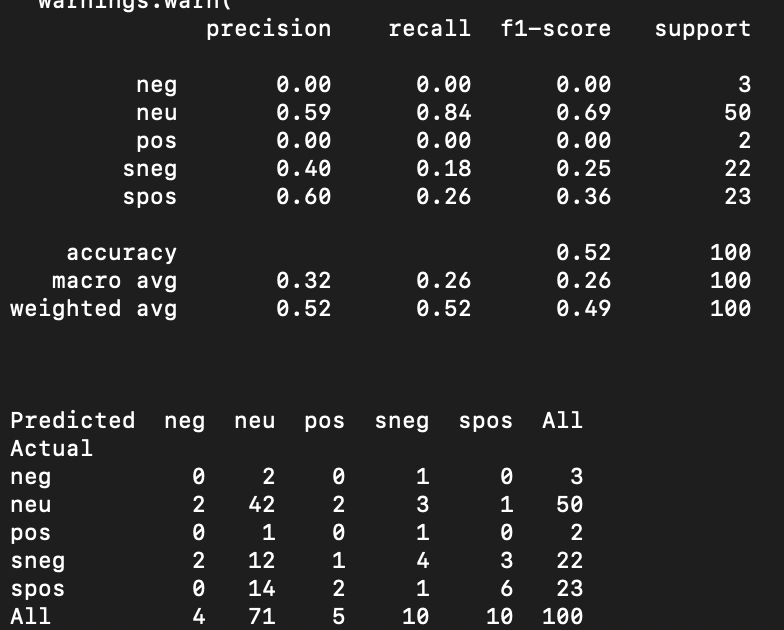 warnings.warn(
precision recall f1-score support
neg 0.00 0.00 0.00 3
neu 0.59 0.84 0.69 50
pos 0.00 0.00 0.00 2
sneg 0.40 0.18 0.25 22
spos 0.60 0.26 0.36 23
accuracy 0.52 100
macro avg 0.32 0.26 0.26 100
weighted avg 0.52 0.52 0.49 100
Predicted neg neu pos sneg spos All
Actual
neg 0 2 0 1 0 3
neu 2 42 2 3 1 50
pos 0 1 0 1 0 2
sneg 2 12 1 4 3 22
spos 0 14 2 1 6 23
All 4 71 5 10 10 100